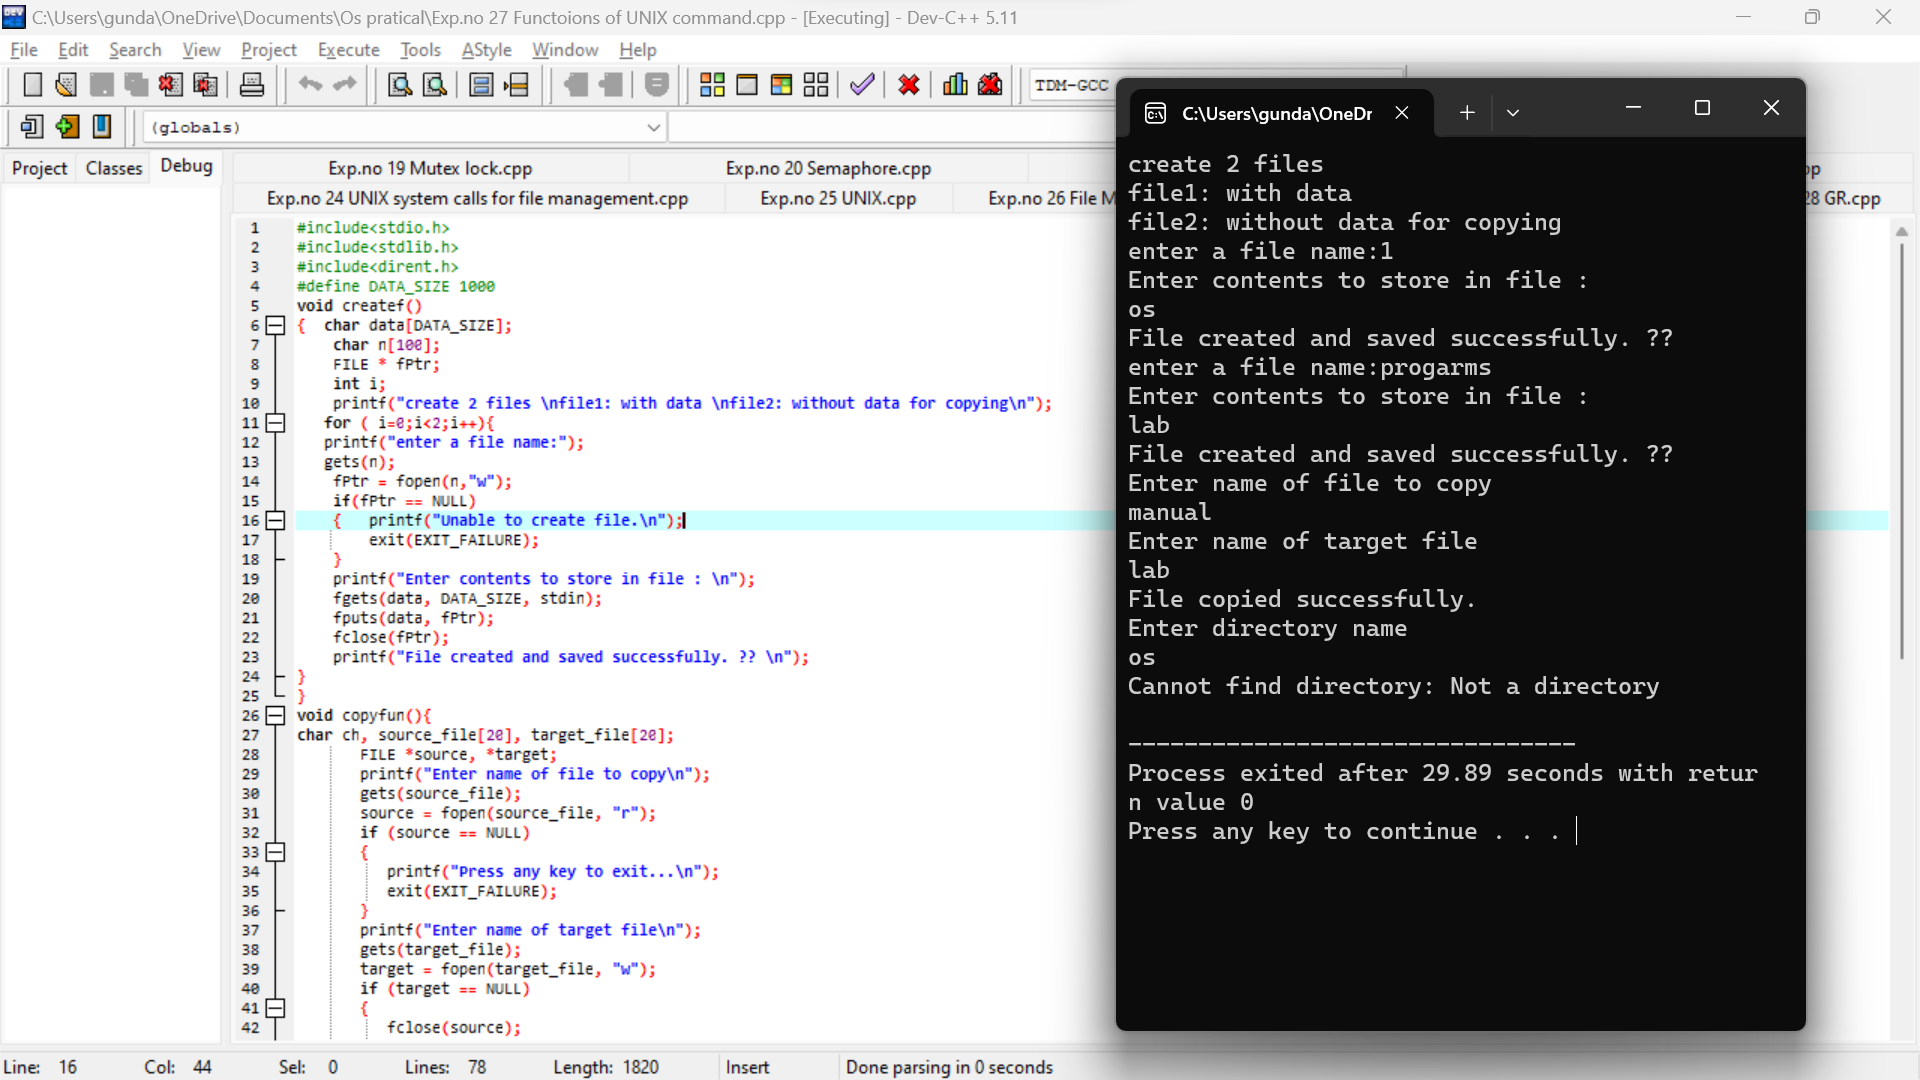 C:\Users\gunda\OneDrive\Documents\Os pratical\Exp.no 27 Functoions of UNIX command.cpp - [Executing] - Dev-C++ 5.11
File Edit Search View Project Execute Tools AStyle Window Help
TDM-GCC
(globals)
Project Classes Debug
Exp.no 19 Mutex lock.cpp Exp.no 20 Semaphore.cpp
Exp.no 24 UNIX system calls for file management.cpp Exp.no 25 UNIX.cpp Exp.no 26 File M 28 GR.cpp
1 #include<stdio.h>
2 #include<stdlib.h>
3 #include<dirent.h>
4 #define DATA_SIZE 1000
5 void createf()
6 { char data[DATA_SIZE];
7 char n[100];
8 FILE * fPtr;
9 int i;
10 printf("create 2 files \nfile1: with data \nfile2: without data for copying\n");
11 for ( i=0;i<2;i++){
12 printf("enter a file name:");
13 gets(n);
14 fPtr = fopen(n,"w");
15 if(fPtr == NULL)
16 { printf("Unable to create file.\n");
17 exit(EXIT_FAILURE);
18 }
19 printf("Enter contents to store in file : \n");
20 fgets(data, DATA_SIZE, stdin);
21 fputs(data, fPtr);
22 fclose(fPtr);
23 printf("File created and saved successfully. ?? \n");
24 }
25 }
26 void copyfun(){
27 char ch, source_file[20], target_file[20];
28 FILE *source, *target;
29 printf("Enter name of file to copy\n");
30 gets(source_file);
31 source = fopen(source_file, "r");
32 if (source == NULL)
33 {
34 printf("Press any key to exit...\n");
35 exit(EXIT_FAILURE);
36 }
37 printf("Enter name of target file\n");
38 gets(target_file);
39 target = fopen(target_file, "w");
40 if (target == NULL)
41 {
42 fclose(source);
C:\Users\gunda\OneDr
create 2 files
file1: with data
file2: without data for copying
enter a file name:1
Enter contents to store in file :
os
File created and saved successfully. ??
enter a file name:progarms
Enter contents to store in file :
lab
File created and saved successfully. ??
Enter name of file to copy
manual
Enter name of target file
lab
File copied successfully.
Enter directory name
os
Cannot find directory: Not a directory
--------------------------------
Process exited after 29.89 seconds with retur
n value 0
Press any key to continue . . .
Line: 16 Col: 44 Sel: 0 Lines: 78 Length: 1820 Insert Done parsing in 0 seconds